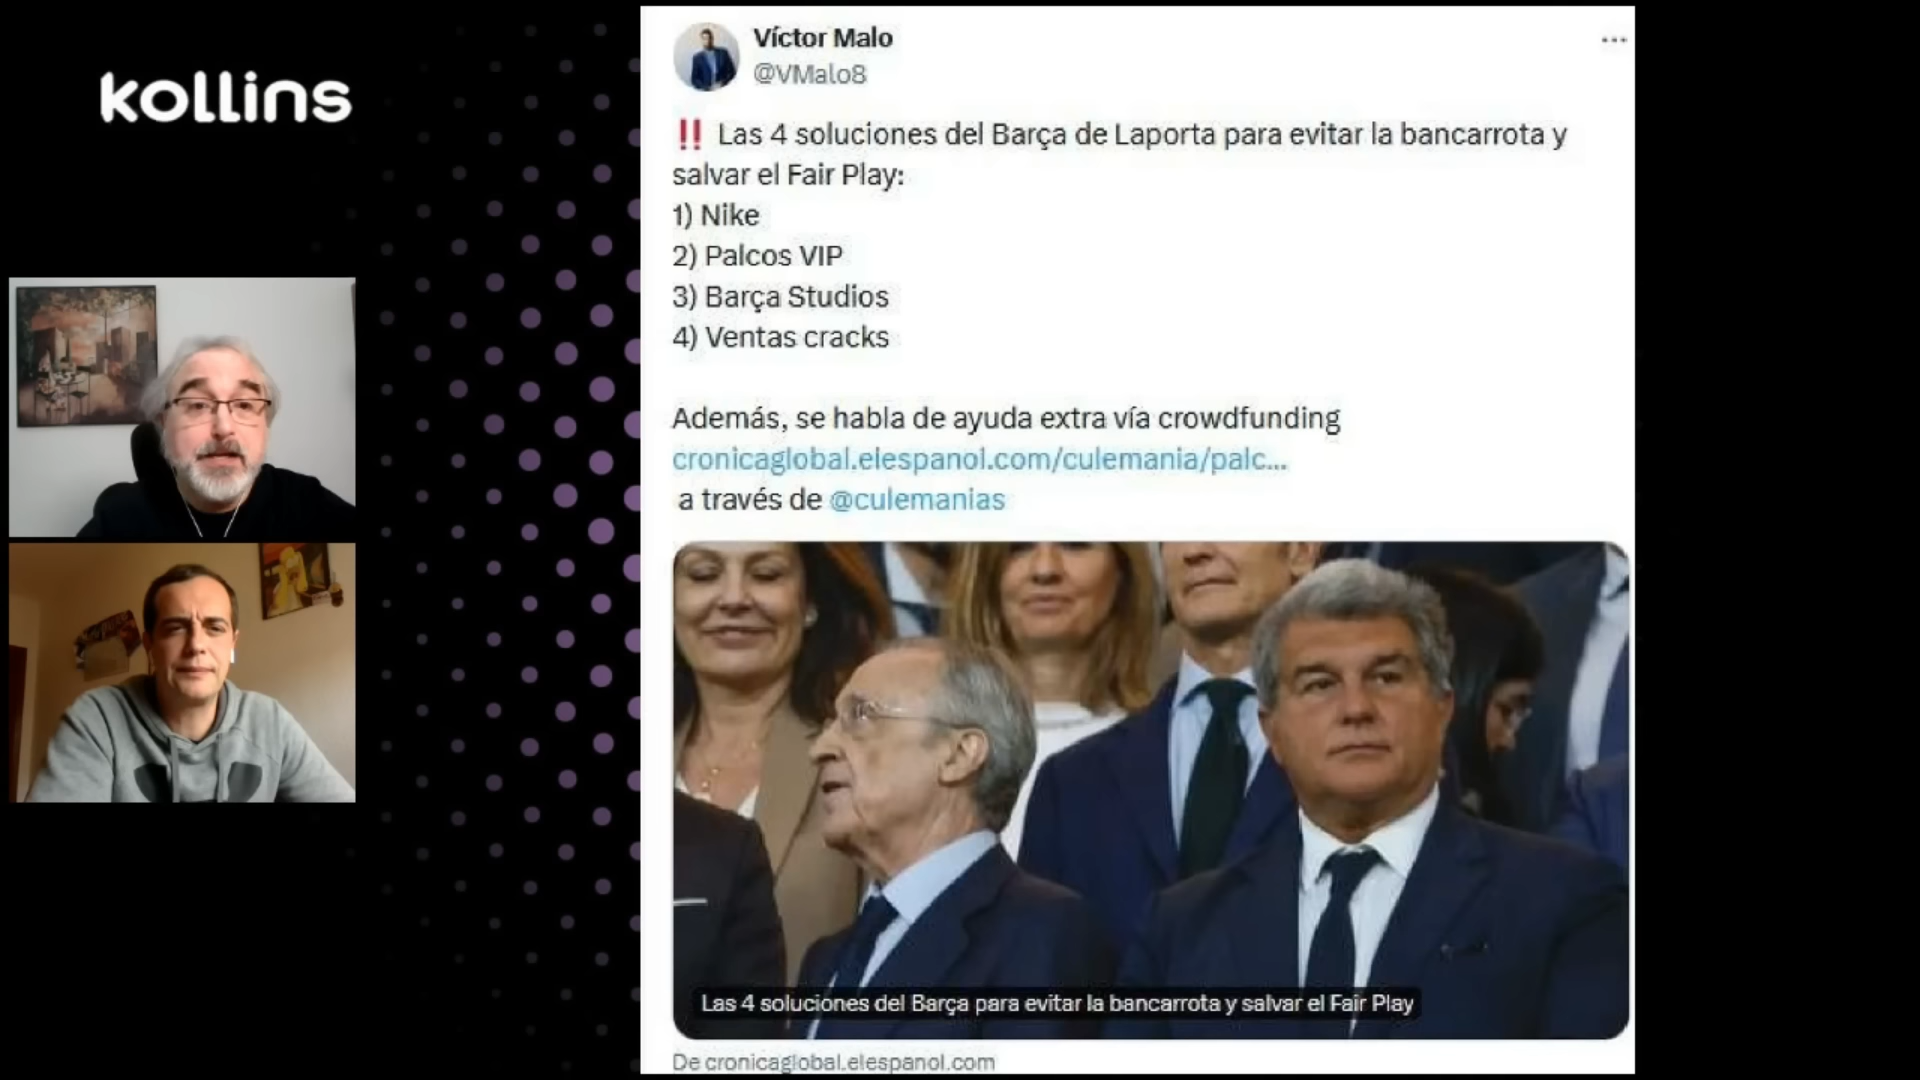 kollins
Víctor Malo
@VMalo8
‼ Las 4 soluciones del Barça de Laporta para evitar la bancarrota y
salvar el Fair Play:
1) Nike
2) Palcos VIP
3) Barça Studios
4) Ventas cracks
Además, se habla de ayuda extra vía crowdfunding
cronicaglobal.elespanol.com/culemania/palc...
a través de @culemanias
Las 4 soluciones del Barça para evitar la bancarrota y salvar el Fair Play
De cronicaglobal.elespanol.com